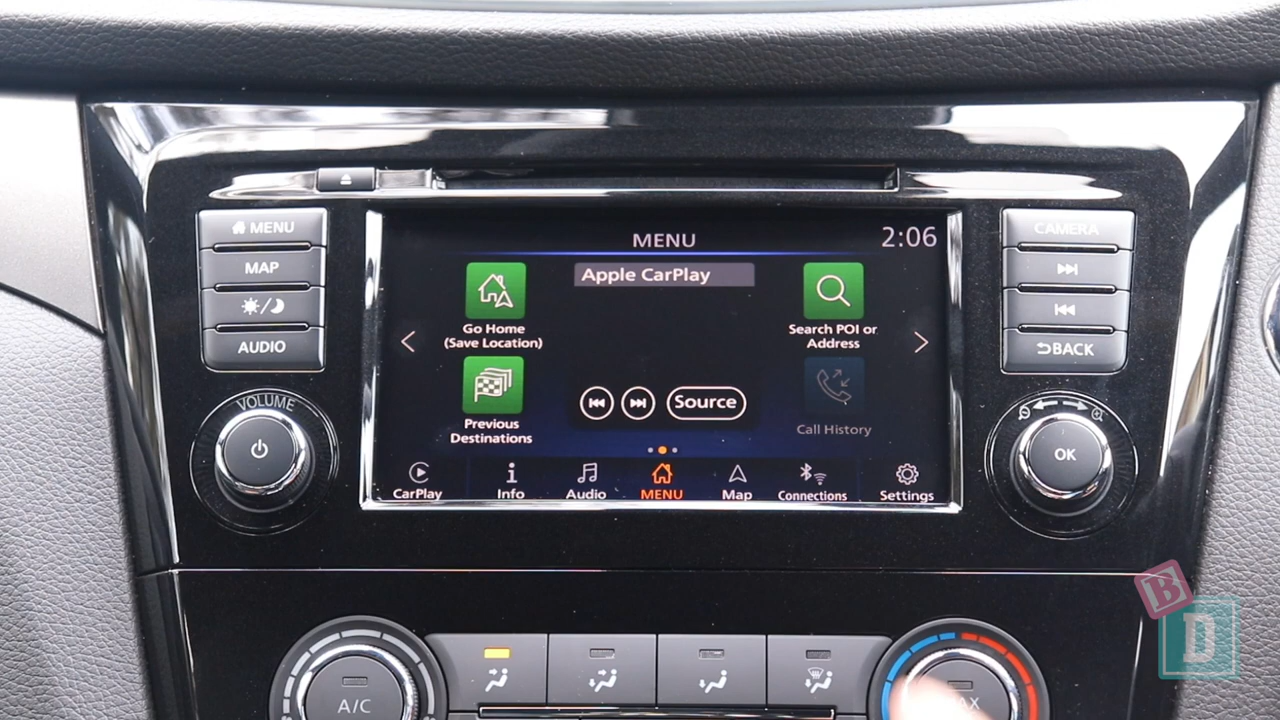 MENU
MAP
AUDIO
VOLUME
MENU
2:06
Apple CarPlay
Go Home
(Save Location)
Search POI or
Address
Previous
Destinations
Source
Call History
CarPlay
Info
Audio
MENU
Map
Connections
Settings
CAMERA
BACK
OK
A/C
B
D